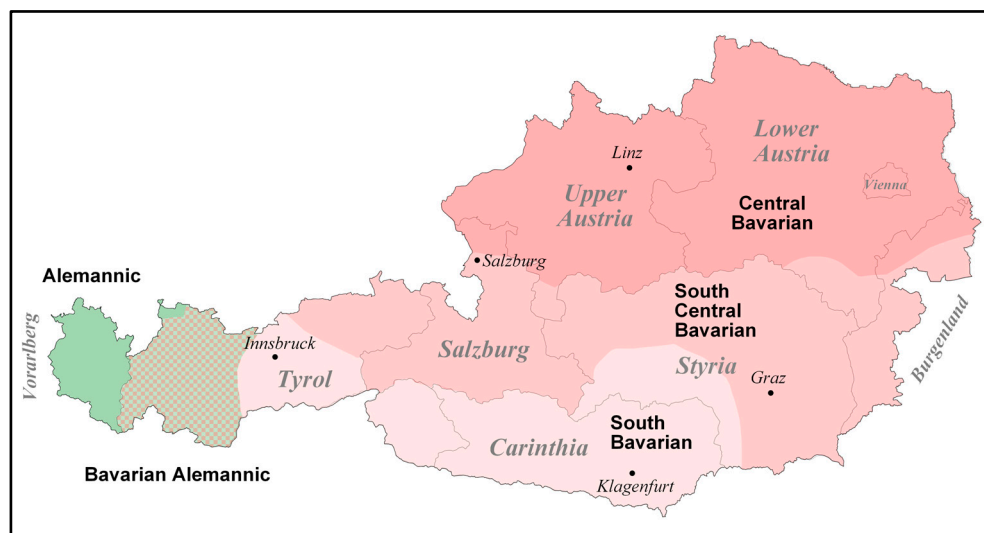 Lower
Austria
Linz
Vienna
Upper
Austria
Central
Bavarian
Salzburg
Alemannic
South
Central
Bavarian
Vorarlberg
Innsbruck
Tyrol
Salzburg
Styria
Graz
Burgenland
South
Bavarian
Carinthia
Bavarian Alemannic
Klagenfurt